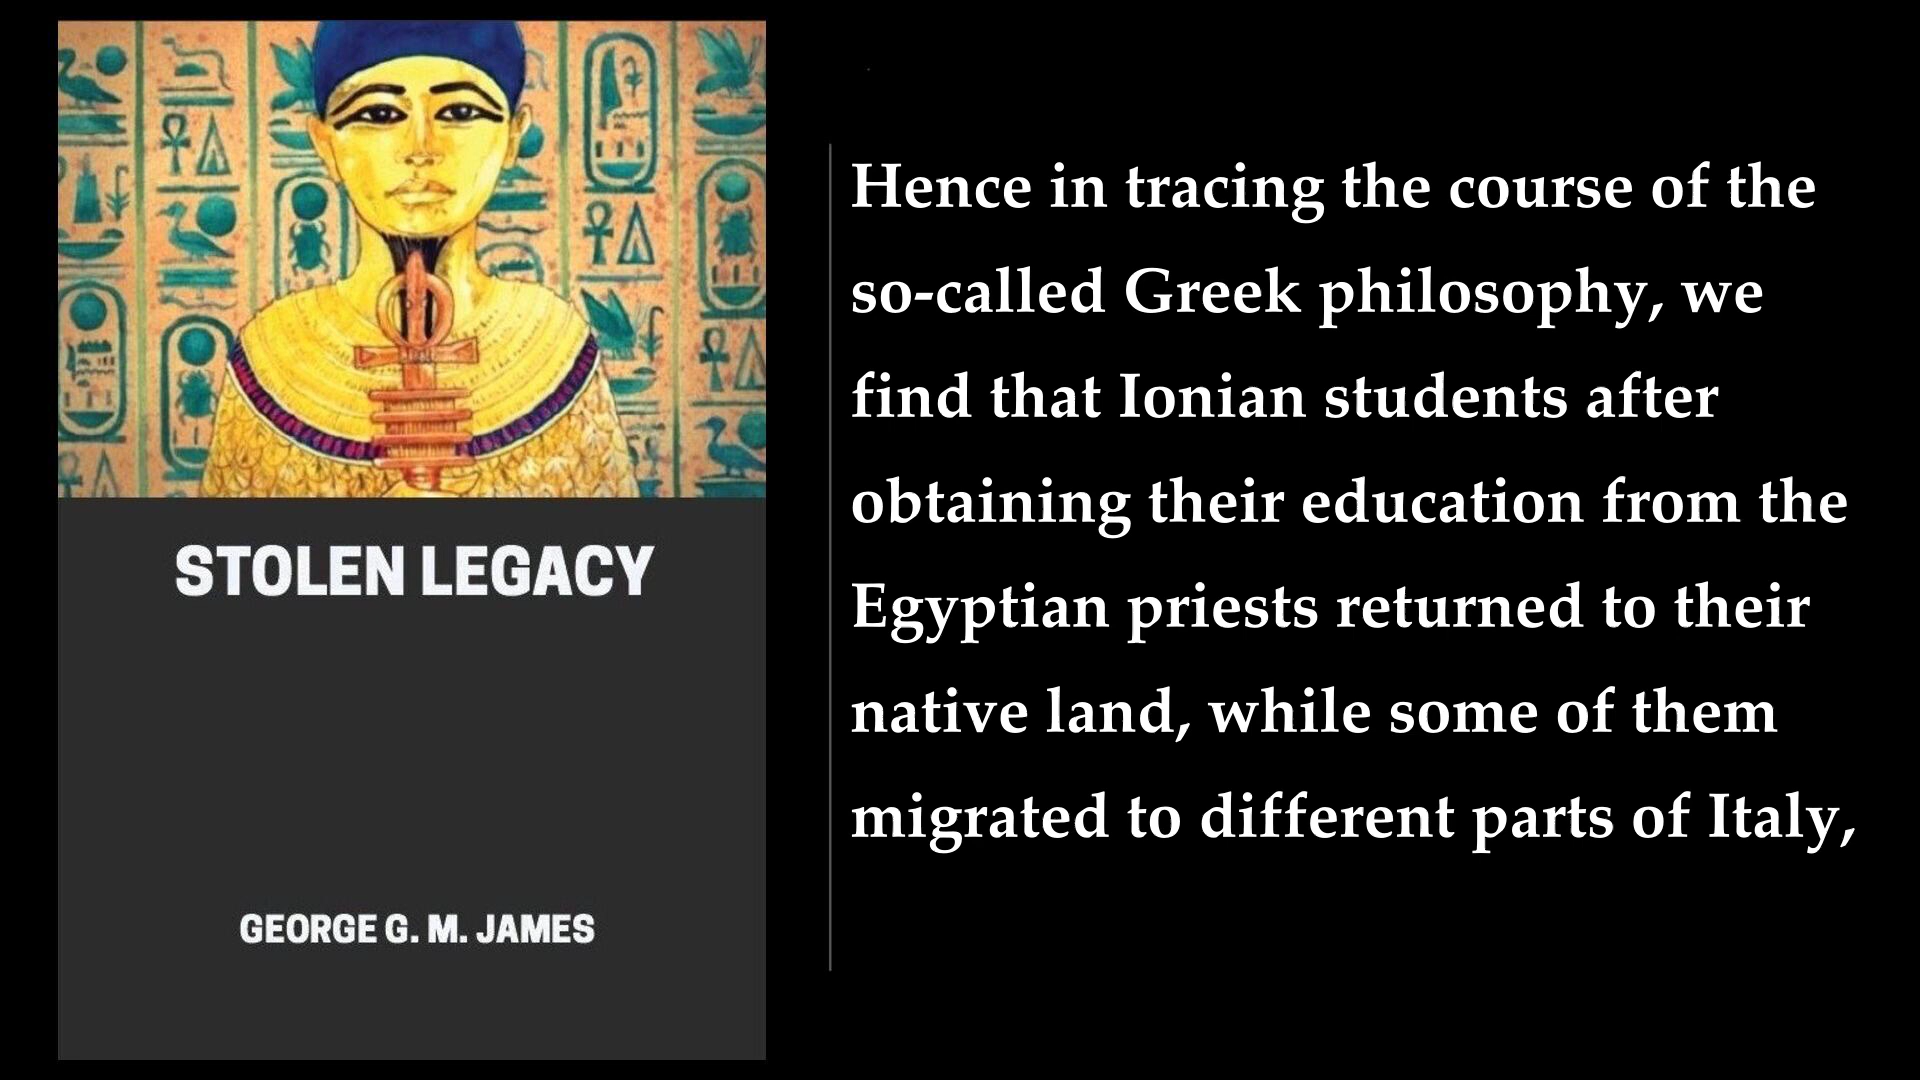 STOLEN LEGACY
GEORGE G. M. JAMES
Hence in tracing the course of the
so-called Greek philosophy, we
find that Ionian students after
obtaining their education from the
Egyptian priests returned to their
native land, while some of them
migrated to different parts of Italy,